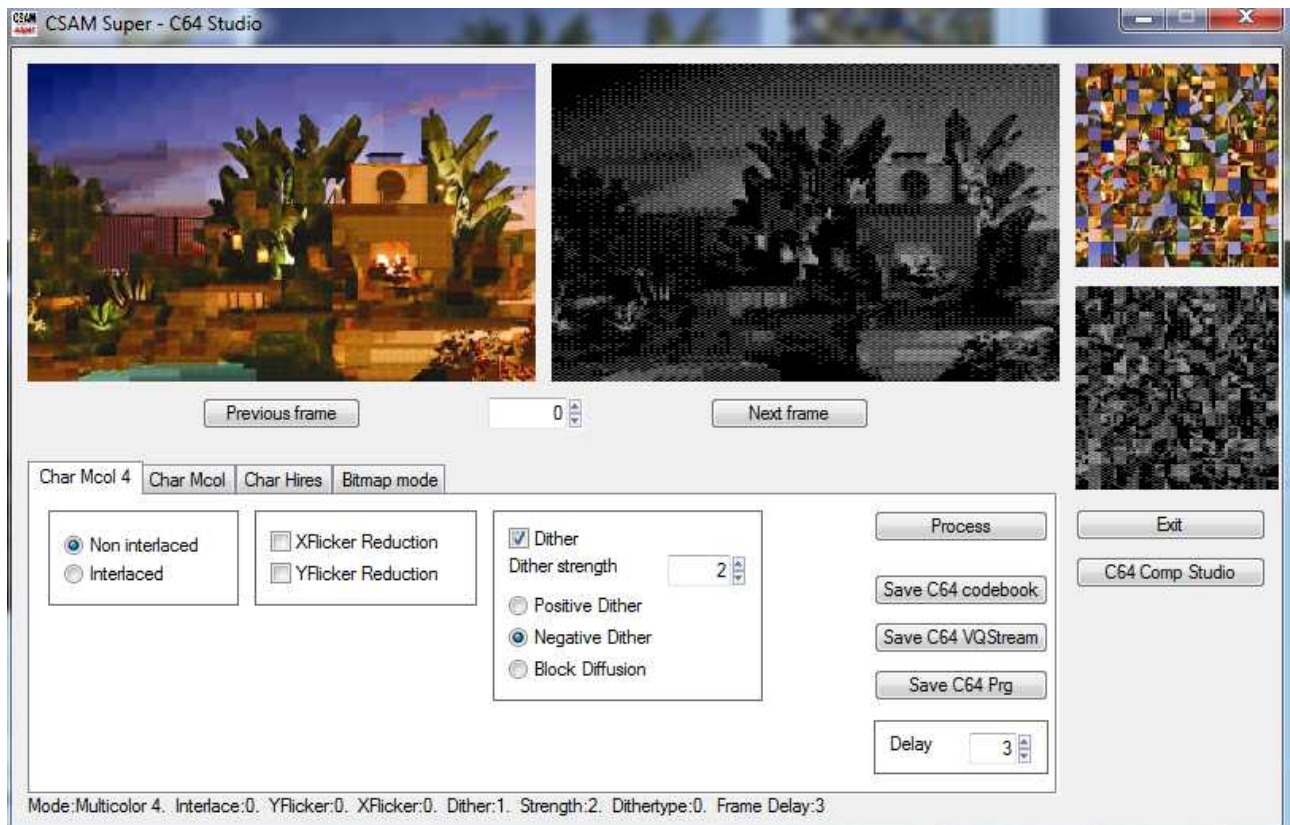 CSAM Super - C64 Studio
Previous frame
0
Next frame
Char Mcol 4
Char Mcol
Char Hires
Bitmap mode
Non interlaced
Interlaced
XFlicker Reduction
YFlicker Reduction
Dither
Dither strength
2
Positive Dither
Negative Dither
Block Diffusion
Process
Save C64 codebook
Save C64 VQStream
Save C64 Prg
Delay
3
Exit
C64 Comp Studio
Mode:Multicolor 4. Interlace:0. YFlicker:0. XFlicker:0. Dither:1. Strength:2. Dithertype:0. Frame Delay:3